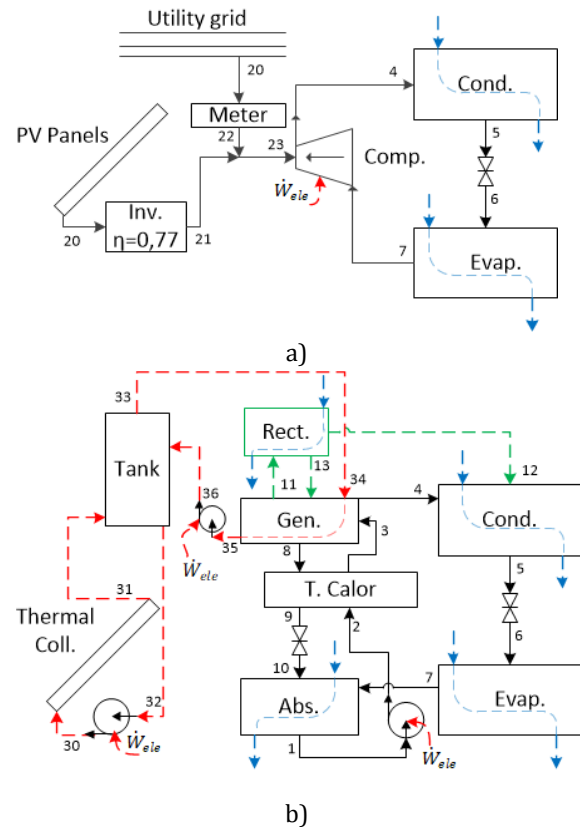 Utility grid
20
4
Cond.
Meter
PV Panels
22
23
5
Comp.
Ẇele
6
Inv.
η=0,77
20
21
7
Evap.
a)
33
Rect.
Tank
11
13
34
12
36
Gen.
4
Cond.
3
35
8
Ẇele
5
31
T. Calor
Thermal
Coll.
9
2
6
32
10
7
Abs.
Evap.
30
Ẇele
1
Ẇele
b)